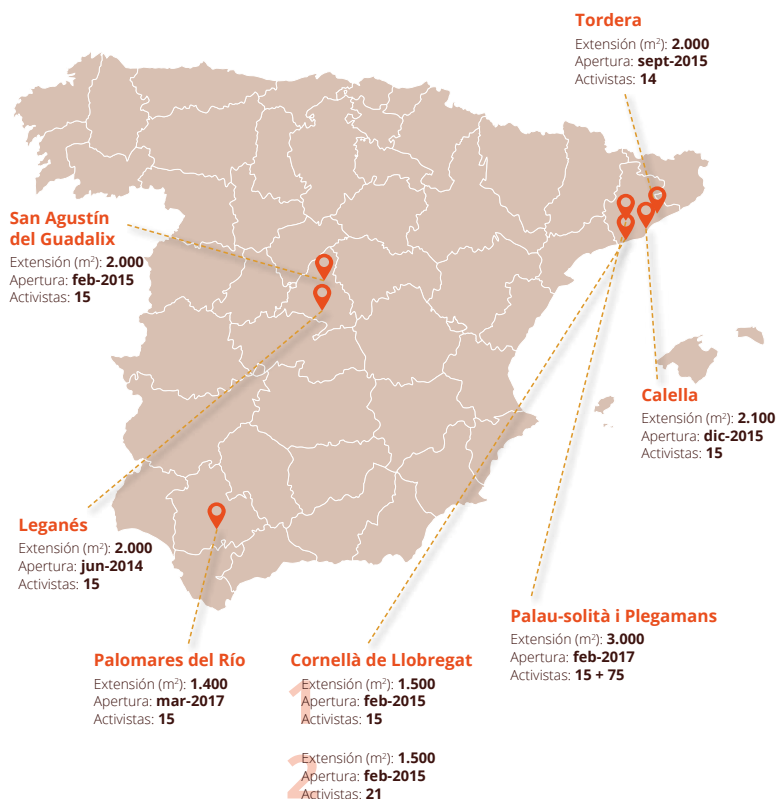 Tordera
Extensión (m²): 2.000
Apertura: sept-2015
Activistas: 14
San Agustín
del Guadalix
Extensión (m²): 2.000
Apertura: feb-2015
Activistas: 15
Calella
Extensión (m²): 2.100
Apertura: dic-2015
Activistas: 15
Leganés
Extensión (m²): 2.000
Apertura: jun-2014
Activistas: 15
Palau-solità i Plegamans
Extensión (m²): 3.000
Apertura: feb-2017
Activistas: 15 + 75
Palomares del Río
Extensión (m²): 1.400
Apertura: mar-2017
Activistas: 15
Cornellà de Llobregat
1
Extensión (m²): 1.500
Apertura: feb-2015
Activistas: 15
2
Extensión (m²): 1.500
Apertura: feb-2015
Activistas: 21